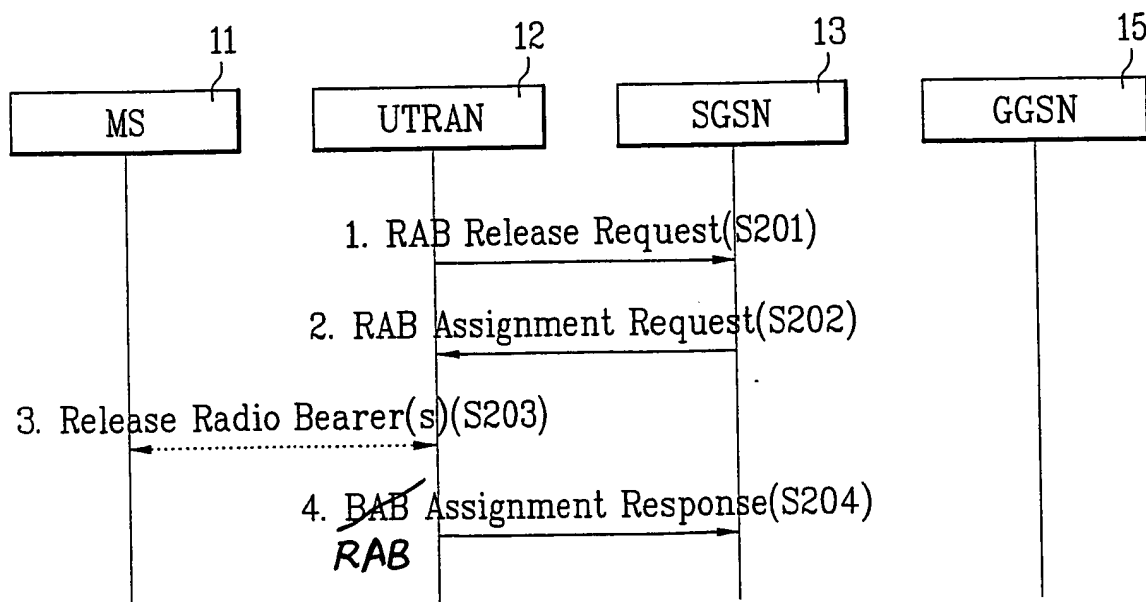 11 12 13 15
MS UTRAN SGSN GGSN
1. RAB Release Request(S201)
2. RAB Assignment Request(S202)
3. Release Radio Bearer(s)(S203)
4. BAB Assignment Response(S204)
RAB